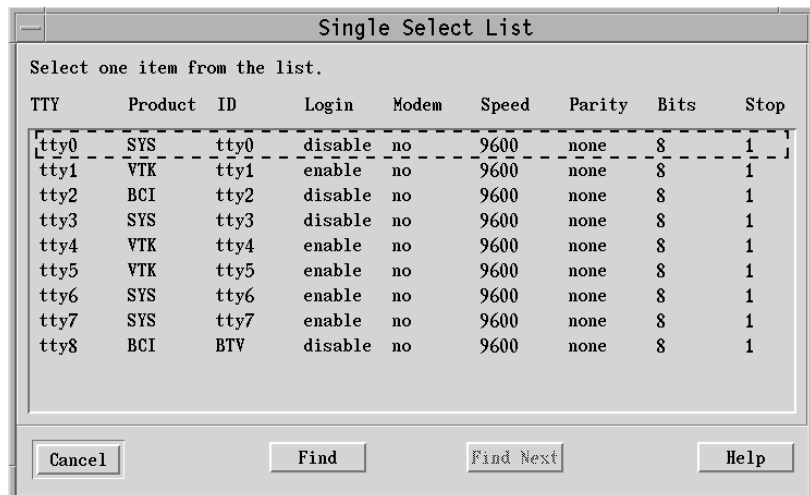 Single Select List
Select one item from the list.
TTY Product ID Login Modem Speed Parity Bits Stop
tty0 SYS tty0 disable no 9600 none 8 1
tty1 VTK tty1 enable no 9600 none 8 1
tty2 BCI tty2 disable no 9600 none 8 1
tty3 SYS tty3 disable no 9600 none 8 1
tty4 VTK tty4 enable no 9600 none 8 1
tty5 VTK tty5 enable no 9600 none 8 1
tty6 SYS tty6 enable no 9600 none 8 1
tty7 SYS tty7 enable no 9600 none 8 1
tty8 BCI BTV disable no 9600 none 8 1
Cancel Find Find Next Help